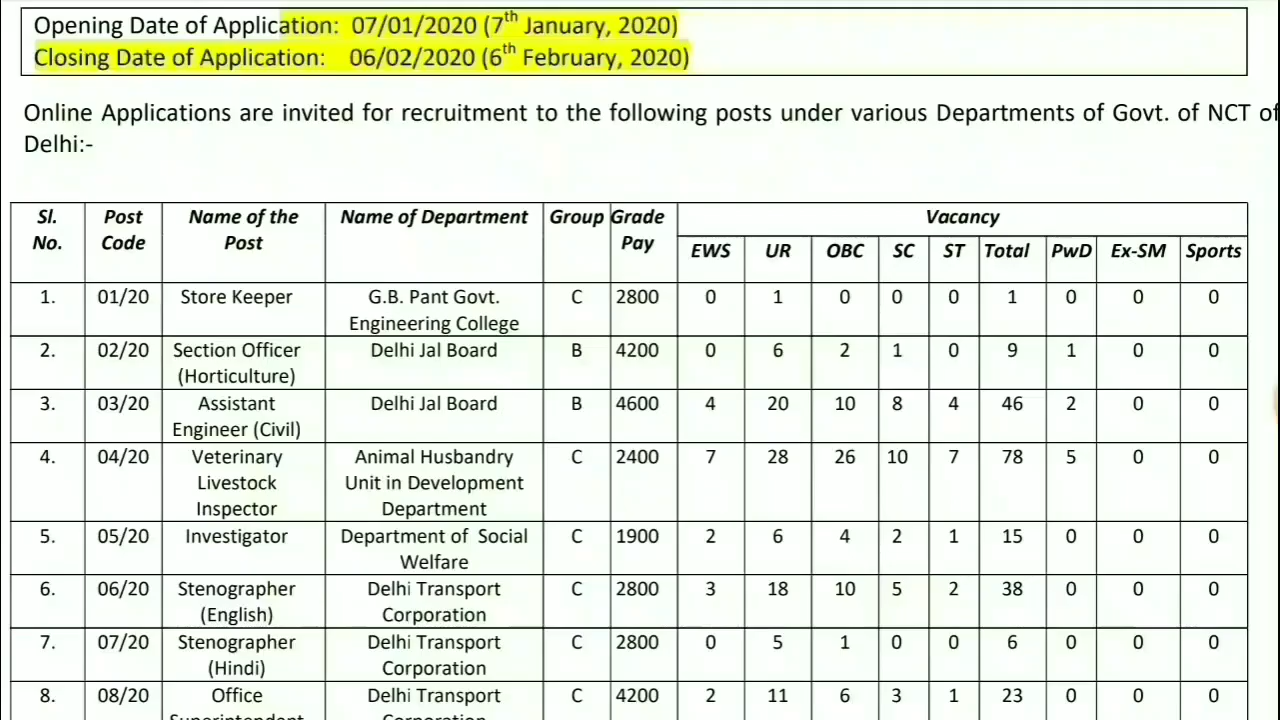 Opening Date of Application: 07/01/2020 (7th January, 2020)
Closing Date of Application: 06/02/2020 (6th February, 2020)
Online Applications are invited for recruitment to the following posts under various Departments of Govt. of NCT of
Delhi:-
Sl. No. Post Code Name of the Post Name of Department Group Grade Pay Vacancy
EWS UR OBC SC ST Total PwD Ex-SM Sports
1. 01/20 Store Keeper G.B. Pant Govt. C 2800 0 1 0 0 0 1 0 0 0
Engineering College
2. 02/20 Section Officer Delhi Jal Board B 4200 0 6 2 1 0 9 1 0 0
(Horticulture)
3. 03/20 Assistant Delhi Jal Board B 4600 4 20 10 8 4 46 2 0 0
Engineer (Civil)
4. 04/20 Veterinary Animal Husbandry C 2400 7 28 26 10 7 78 5 0 0
Livestock Unit in Development
Inspector Department
5. 05/20 Investigator Department of Social C 1900 2 6 4 2 1 15 0 0 0
Welfare
6. 06/20 Stenographer Delhi Transport C 2800 3 18 10 5 2 38 0 0 0
(English) Corporation
7. 07/20 Stenographer Delhi Transport C 2800 0 5 1 0 0 6 0 0 0
(Hindi) Corporation
8. 08/20 Office Delhi Transport C 4200 2 11 6 3 1 23 0 0 0
Superintendent Corporation